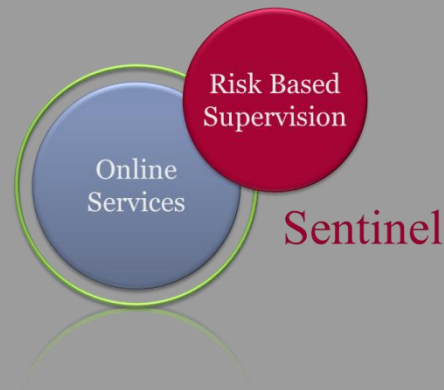 Risk Based
Supervision
Online
Services
Sentinel